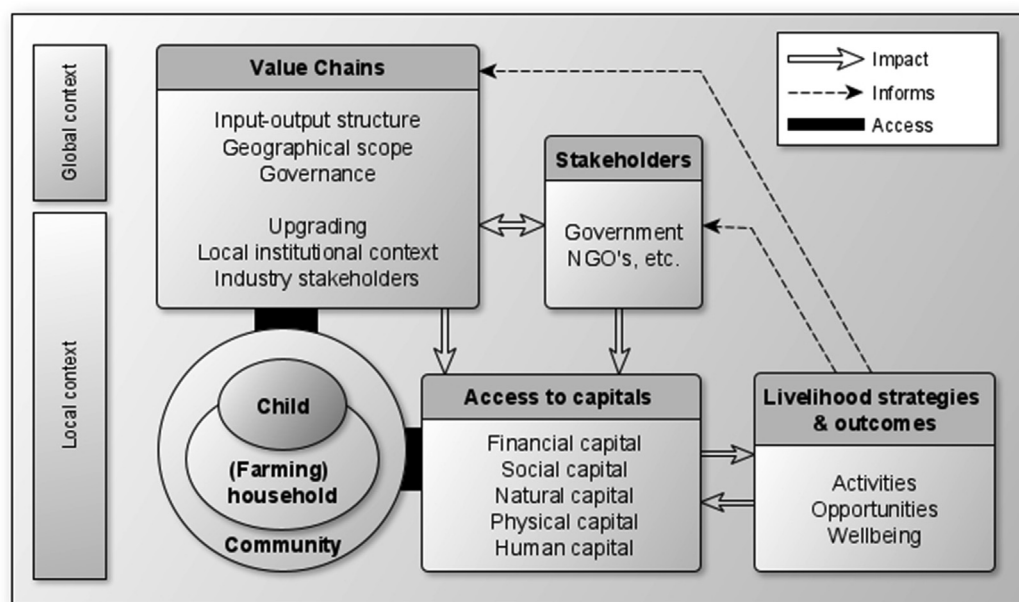 Global context
Local context
Value Chains
Input-output structure
Geographical scope
Governance
Upgrading
Local institutional context
Industry stakeholders
Stakeholders
Government
NGO's, etc.
Impact
Informs
Access
Child
(Farming)
household
Community
Access to capitals
Financial capital
Social capital
Natural capital
Physical capital
Human capital
Livelihood strategies
& outcomes
Activities
Opportunities
Wellbeing